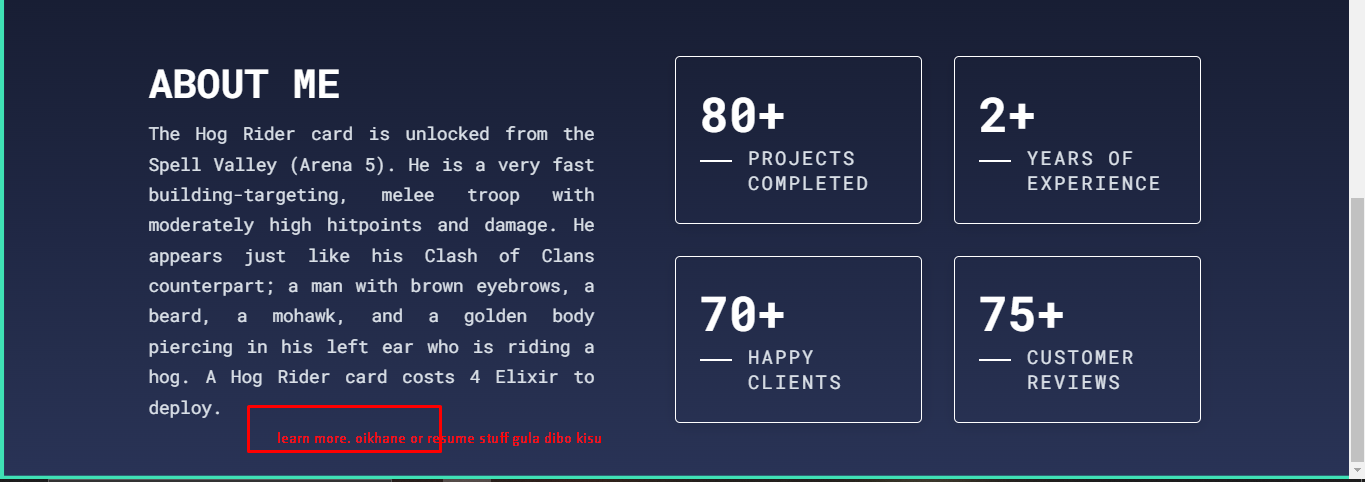 ABOUT ME
The Hog Rider card is unlocked from the
Spell Valley (Arena 5). He is a very fast
building-targeting, melee troop with
moderately high hitpoints and damage. He
appears just like his Clash of Clans
counterpart; a man with brown eyebrows, a
beard, a mohawk, and a golden body
piercing in his left ear who is riding a
hog. A Hog Rider card costs 4 Elixir to
deploy.
learn more. oikhane or resume stuff gula dibo kisu
80+
PROJECTS
COMPLETED
2+
YEARS OF
EXPERIENCE
70+
HAPPY
CLIENTS
75+
CUSTOMER
REVIEWS